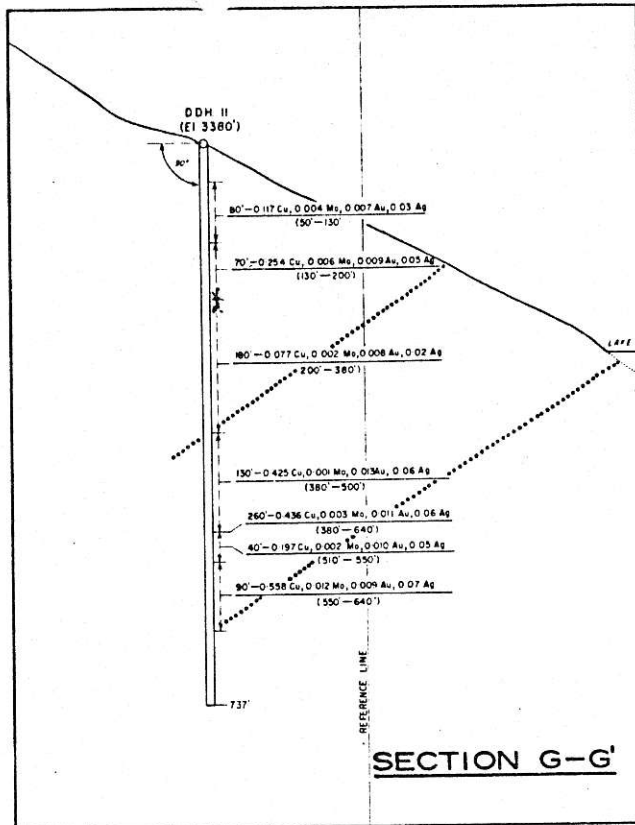 DDH 11
(El 3380')
90°
80'-0.117 Cu, 0.004 Mo, 0.007 Au, 0.03 Ag
(50'-130'
70'-0.254 Cu, 0.006 Mo, 0.009 Au, 0.05 Ag
(130'-200')
LAKE
180'-0.077 Cu, 0.002 Mo, 0.008 Au, 0.02 Ag
200'-380')
130'-0.425 Cu, 0.001 Mo, 0.013 Au, 0.06 Ag
(380'-500')
260'-0.436 Cu, 0.003 Mo, 0.011 Au, 0.06 Ag
(380'-640')
40'-0.197 Cu, 0.002 Mo, 0.010 Au, 0.05 Ag
(510'-550')
90'-0.558 Cu, 0.012 Mo, 0.009 Au, 0.07 Ag
(550'-640')
REFERENCE LINE
737'
SECTION G-G'